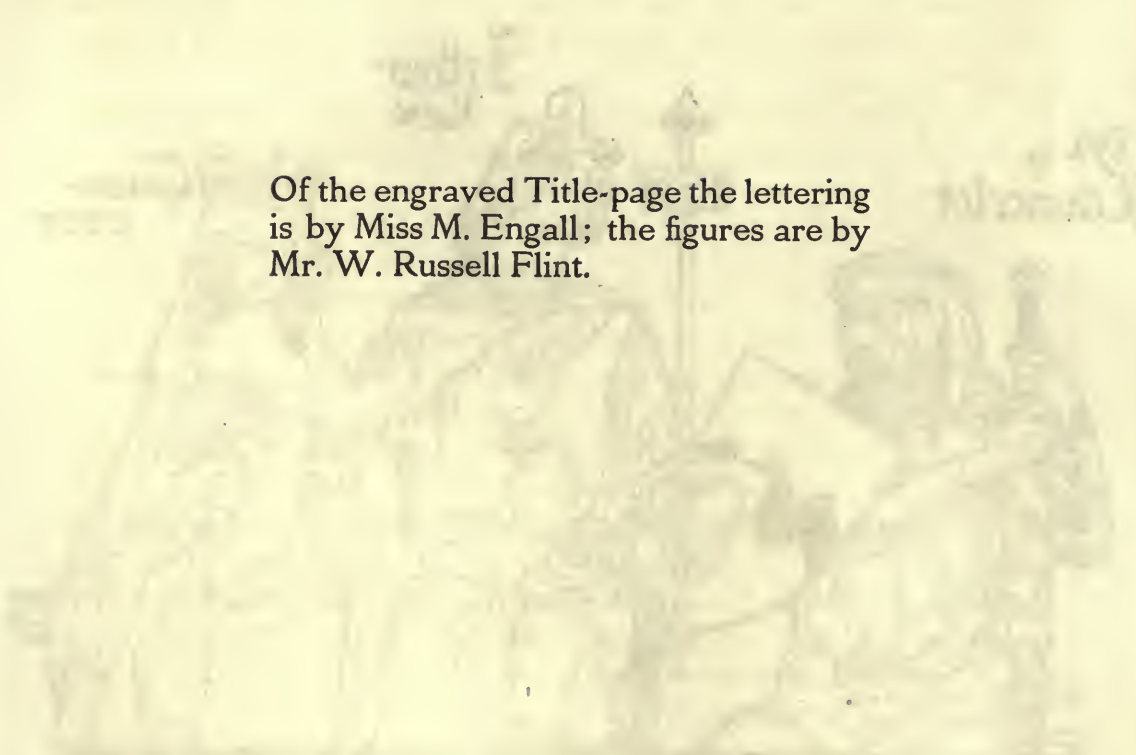 Of the engraved Title-page the lettering
is by Miss M. Engall; the figures are by
Mr. W. Russell Flint.